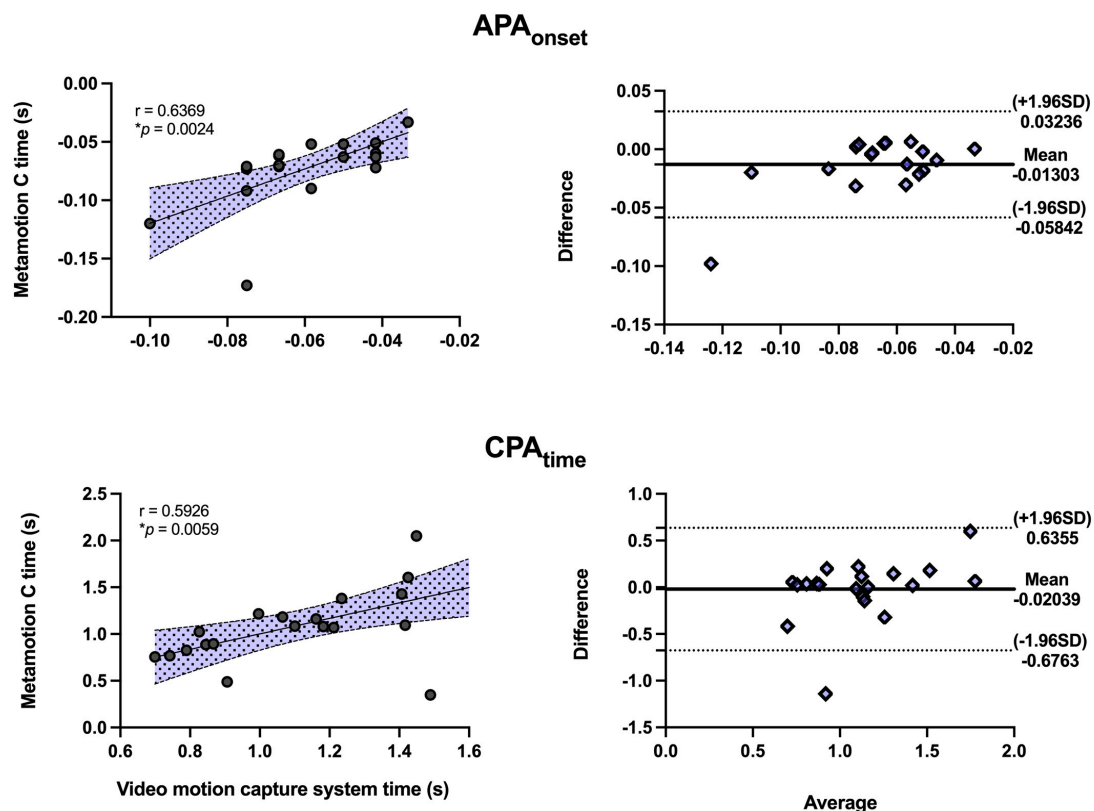 APAonset
Metamotion C time (s)
0.00
-0.05
-0.10
-0.15
-0.20
r = 0.6369
*p = 0.0024
-0.10 -0.08 -0.06 -0.04 -0.02
Difference
0.05
0.00
-0.05
-0.10
-0.15
(+1.96SD)
0.03236
Mean
-0.01303
(-1.96SD)
-0.05842
-0.14 -0.12 -0.10 -0.08 -0.06 -0.04 -0.02
CPAtime
Metamotion C time (s)
2.5
2.0
1.5
1.0
0.5
0.0
r = 0.5926
*p = 0.0059
0.6 0.8 1.0 1.2 1.4 1.6
Video motion capture system time (s)
Difference
1.0
0.5
0.0
-0.5
-1.0
-1.5
(+1.96SD)
0.6355
Mean
-0.02039
(-1.96SD)
-0.6763
0.0 0.5 1.0 1.5 2.0
Average